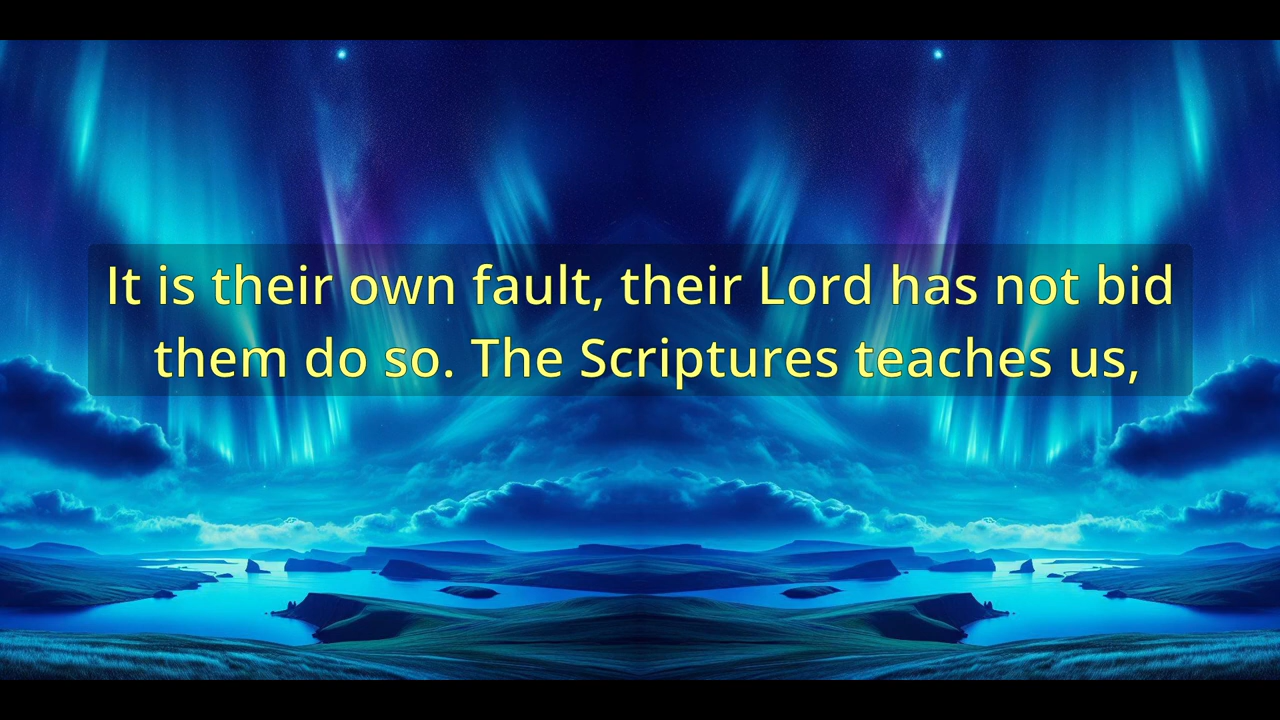 It is their own fault, their Lord has not bid
them do so. The Scriptures teaches us,